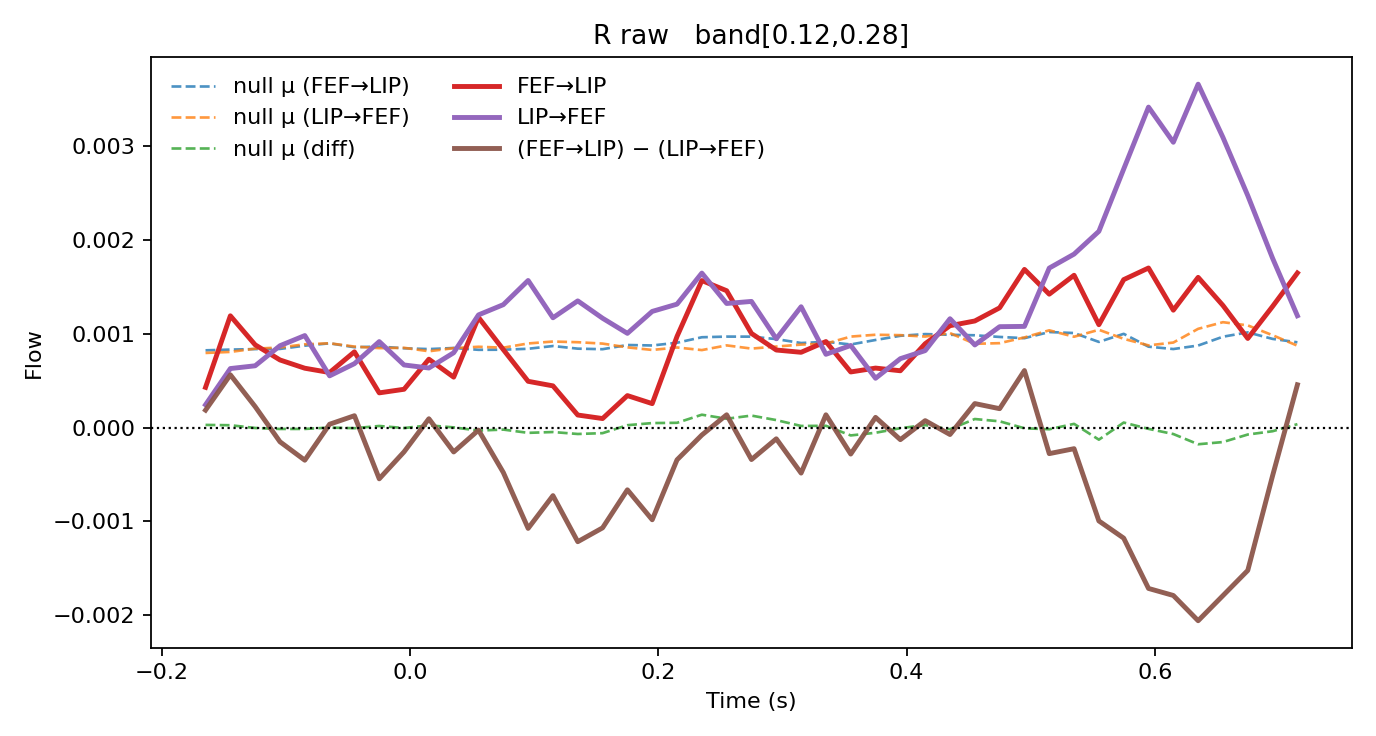 R raw   band[0.12,0.28]
null μ (FEF→LIP)
null μ (LIP→FEF)
null μ (diff)
FEF→LIP
LIP→FEF
(FEF→LIP) − (LIP→FEF)
Flow
0.003
0.002
0.001
0.000
−0.001
−0.002
−0.2
0.0
0.2
0.4
0.6
Time (s)